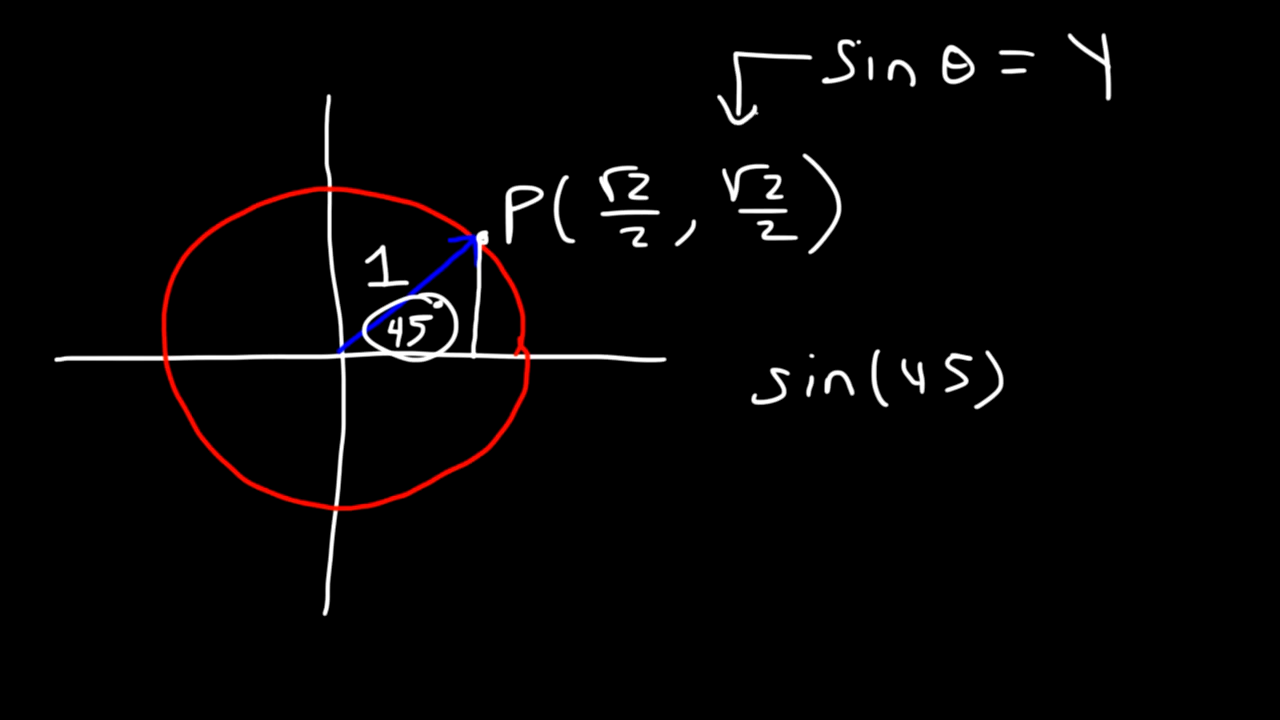 sin θ = y
P(√2/2, √2/2)
1
45°
sin(45)